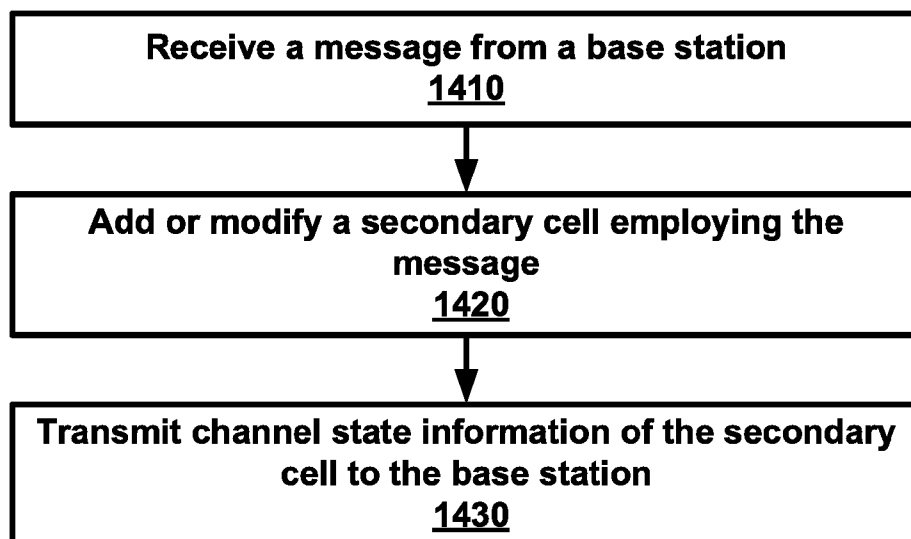 Receive a message from a base station
1410
Add or modify a secondary cell employing the
message
1420
Transmit channel state information of the secondary
cell to the base station
1430